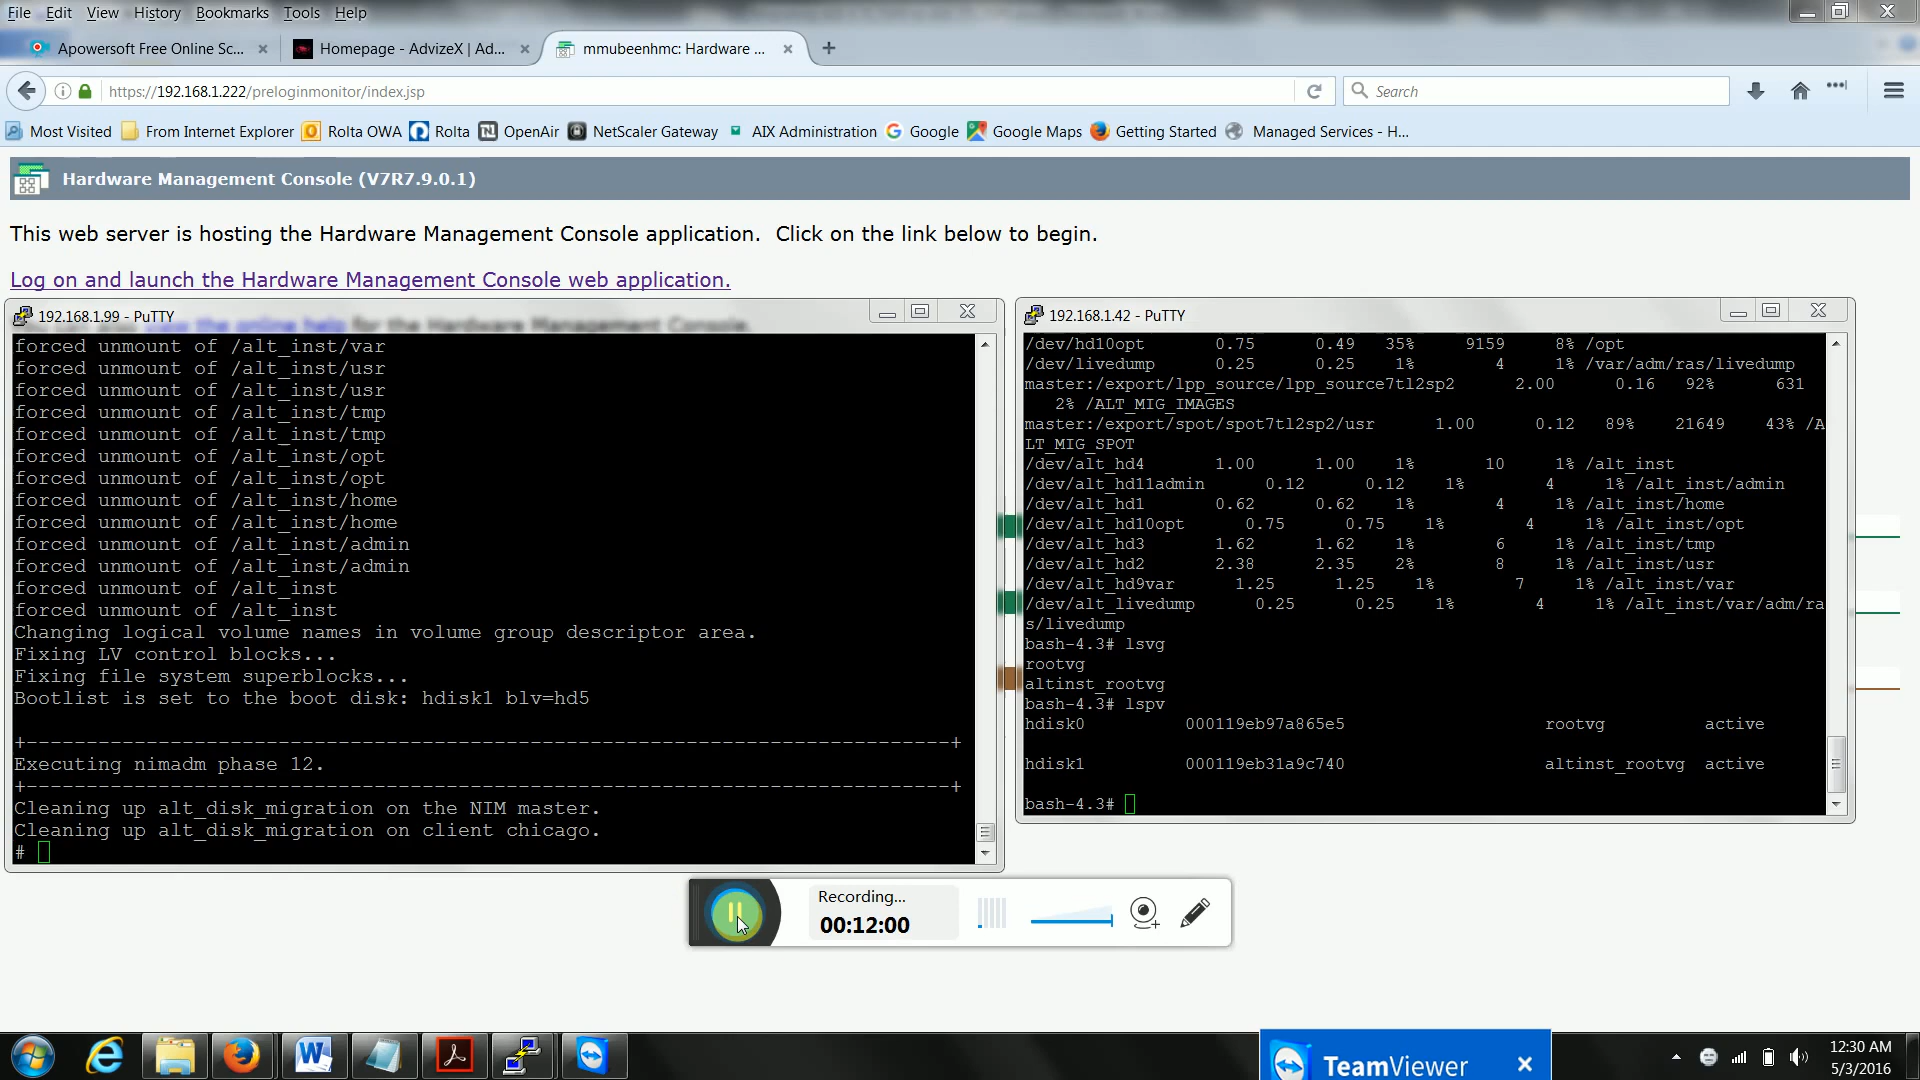 File Edit View History Bookmarks Tools Help
Apowersoft Free Online Sc...
Homepage - AdvizeX | Ad...
mmubeenhmc: Hardware ...
https://192.168.1.222/preloginmonitor/index.jsp
Search
Most Visited
From Internet Explorer
Rolta OWA
Rolta
OpenAir
NetScaler Gateway
AIX Administration
Google
Google Maps
Getting Started
Managed Services - H...
Hardware Management Console (V7R7.9.0.1)
This web server is hosting the Hardware Management Console application. Click on the link below to begin.
Log on and launch the Hardware Management Console web application.
view the online help for the Hardware Management Console.
192.168.1.99 - PuTTY
forced unmount of /alt_inst/var
forced unmount of /alt_inst/usr
forced unmount of /alt_inst/usr
forced unmount of /alt_inst/tmp
forced unmount of /alt_inst/tmp
forced unmount of /alt_inst/opt
forced unmount of /alt_inst/opt
forced unmount of /alt_inst/home
forced unmount of /alt_inst/home
forced unmount of /alt_inst/admin
forced unmount of /alt_inst/admin
forced unmount of /alt_inst
forced unmount of /alt_inst
Changing logical volume names in volume group descriptor area.
Fixing LV control blocks...
Fixing file system superblocks...
Bootlist is set to the boot disk: hdisk1 blv=hd5
+-----------------------------------------------------------------------------+
Executing nimadm phase 12.
+-----------------------------------------------------------------------------+
Cleaning up alt_disk_migration on the NIM master.
Cleaning up alt_disk_migration on client chicago.
#
192.168.1.42 - PuTTY
/dev/hd10opt 0.75 0.49 35% 9159 8% /opt
/dev/livedump 0.25 0.25 1% 4 1% /var/adm/ras/livedump
master:/export/lpp_source/lpp_source7tl2sp2 2.00 0.16 92% 631
2% /ALT_MIG_IMAGES
master:/export/spot/spot7tl2sp2/usr 1.00 0.12 89% 21649 43% /A
LT_MIG_SPOT
/dev/alt_hd4 1.00 1.00 1% 10 1% /alt_inst
/dev/alt_hd11admin 0.12 0.12 1% 4 1% /alt_inst/admin
/dev/alt_hd1 0.62 0.62 1% 4 1% /alt_inst/home
/dev/alt_hd10opt 0.75 0.75 1% 4 1% /alt_inst/opt
/dev/alt_hd3 1.62 1.62 1% 6 1% /alt_inst/tmp
/dev/alt_hd2 2.38 2.35 2% 8 1% /alt_inst/usr
/dev/alt_hd9var 1.25 1.25 1% 7 1% /alt_inst/var
/dev/alt_livedump 0.25 0.25 1% 4 1% /alt_inst/var/adm/ra
s/livedump
bash-4.3# lsvg
rootvg
altinst_rootvg
bash-4.3# lspv
hdisk0 000119eb97a865e5 rootvg active
hdisk1 000119eb31a9c740 altinst_rootvg active
bash-4.3#
Recording...
00:12:00
TeamViewer
12:30 AM
5/3/2016